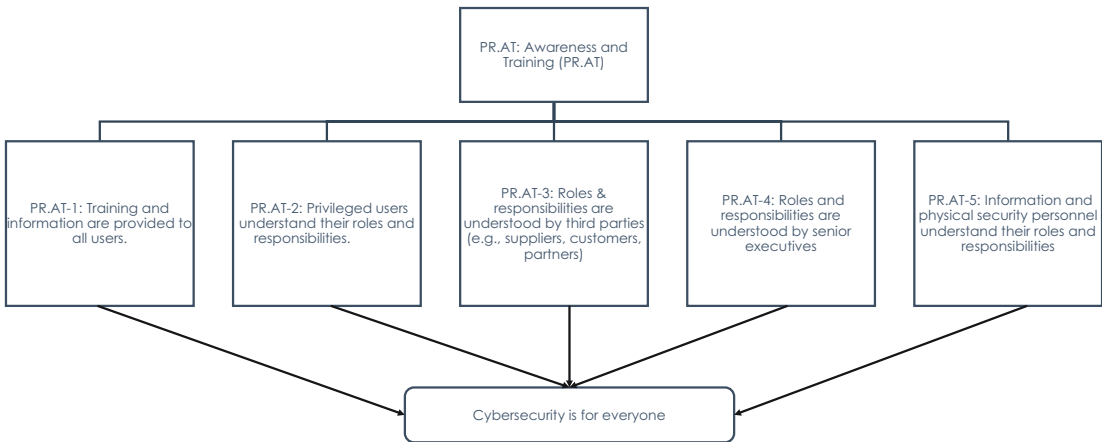 PR.AT: Awareness and
Training (PR.AT)
PR.AT-1: Training and
information are provided to
all users.
PR.AT-2: Privileged users
understand their roles and
responsibilities.
PR.AT-3: Roles &
responsibilities are
understood by third parties
(e.g., suppliers, customers,
partners)
PR.AT-4: Roles and
responsibilities are
understood by senior
executives
PR.AT-5: Information and
physical security personnel
understand their roles and
responsibilities
Cybersecurity is for everyone